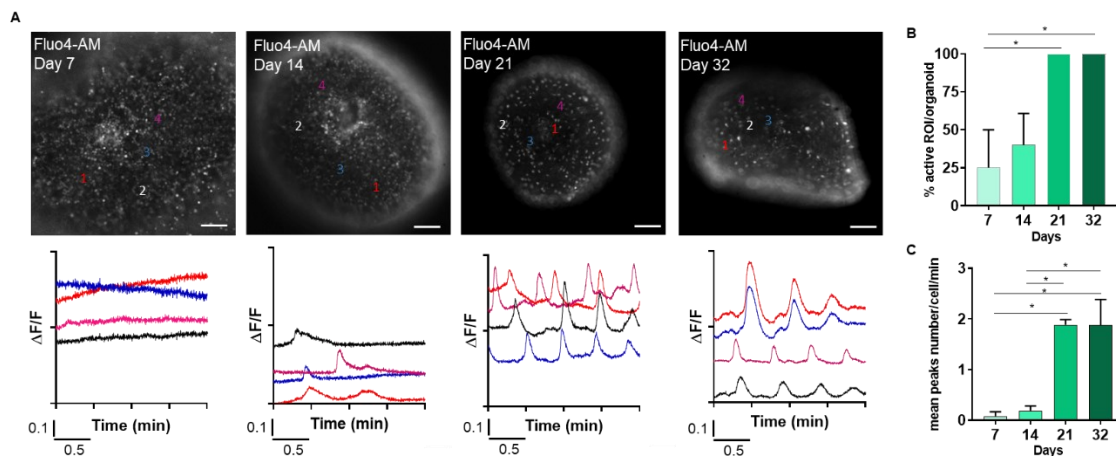 A
Fluo4-AM
Day 7
4
3
1
2
Fluo4-AM
Day 14
4
2
3
1
Fluo4-AM
Day 21
4
2
1
3
Fluo4-AM
Day 32
4
2
3
1
ΔF/F
Time (min)
0.1
0.5
ΔF/F
Time (min)
0.1
0.5
ΔF/F
Time (min)
0.1
0.5
ΔF/F
Time (min)
0.1
0.5
B
% active ROI/organoid
100
75
50
25
0
* 
*
7 14 21 32
Days
C
mean peaks number/cell/min
3
2
1
0
*
*
*
*
7 14 21 32
Days